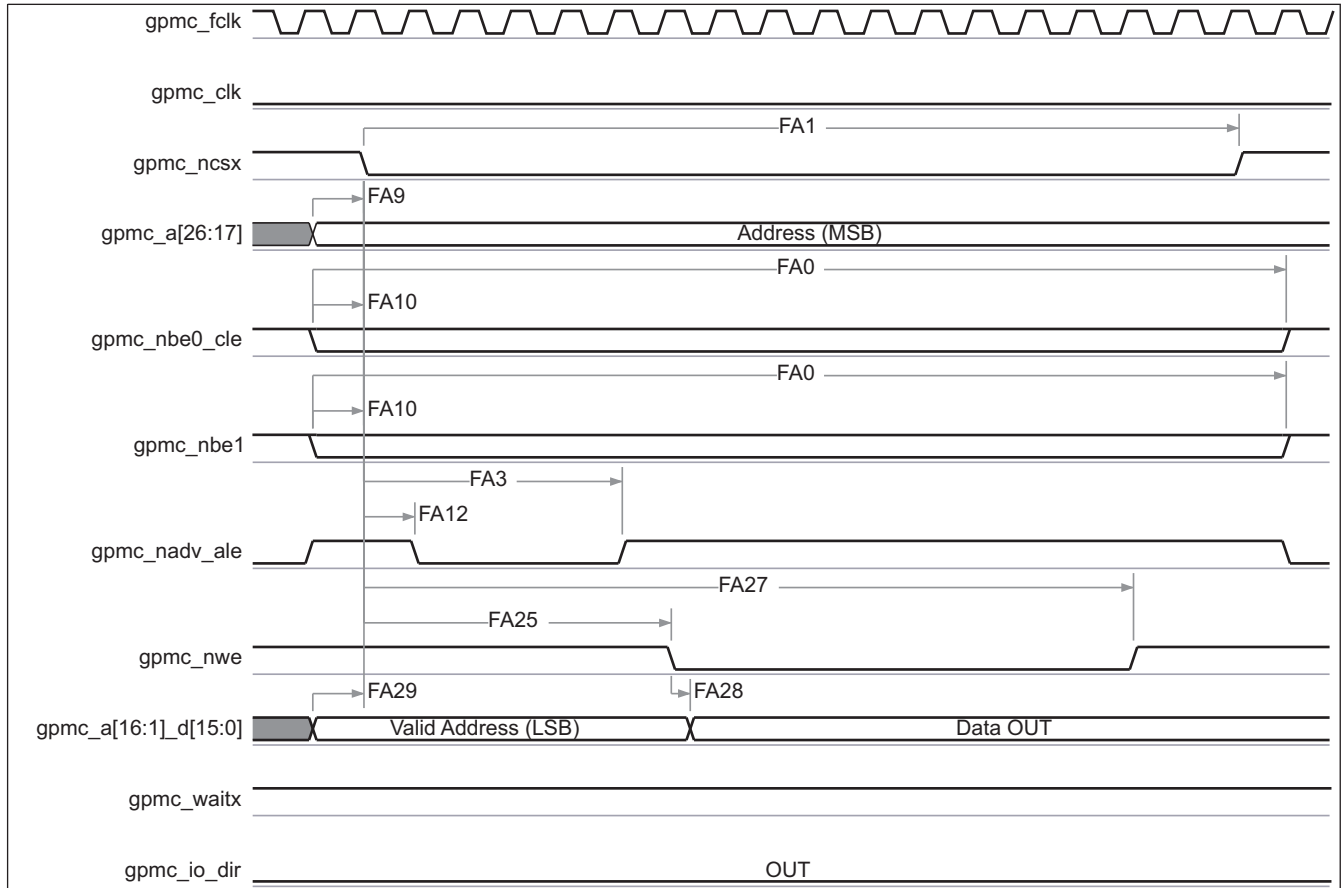 gpmc_fclk
gpmc_clk
FA1
gpmc_ncsx
FA9
gpmc_a[26:17]
Address (MSB)
FA0
FA10
gpmc_nbe0_cle
FA0
FA10
gpmc_nbe1
FA3
FA12
gpmc_nadv_ale
FA27
FA25
gpmc_nwe
FA29
FA28
gpmc_a[16:1]_d[15:0]
Valid Address (LSB)
Data OUT
gpmc_waitx
gpmc_io_dir
OUT